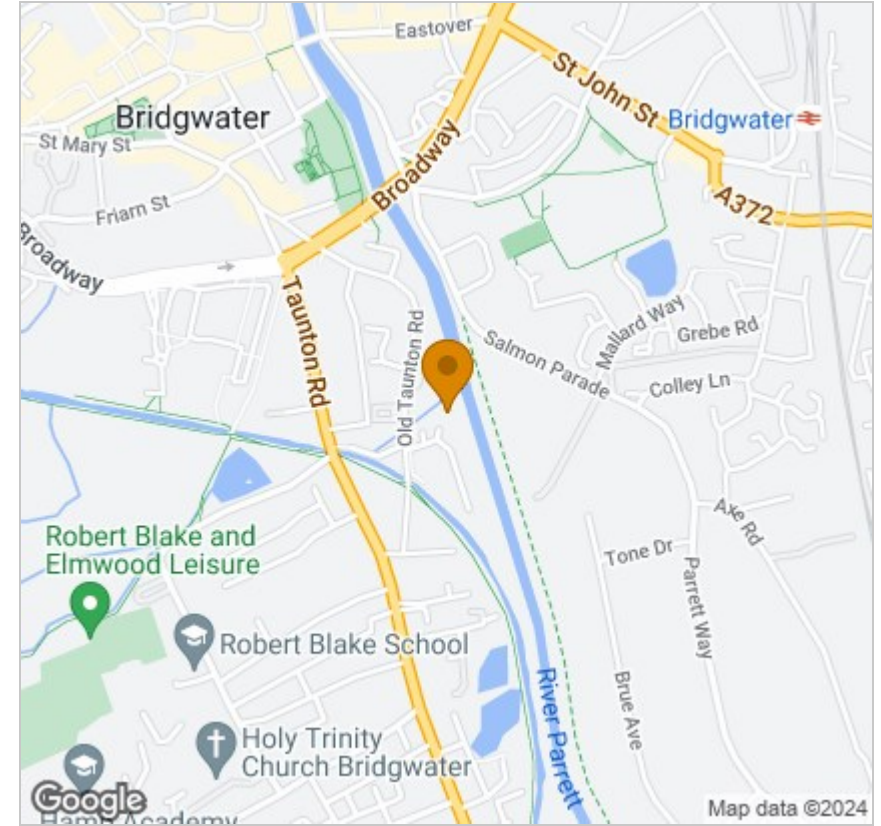 Eastover
St John St
Bridgwater
Bridgwater
St Mary St
Broadway
A372
Friarn St
Broadway
Taunton Rd
Old Taunton Rd
Mallard Way
Grebe Rd
Salmon Parade
Colley Ln
Axe Rd
Robert Blake and
Elmwood Leisure
Tone Dr
Parrett Way
Robert Blake School
River Parrett
Brue Ave
Holy Trinity
Church Bridgwater
Hamp Academy
Google
Map data ©2024